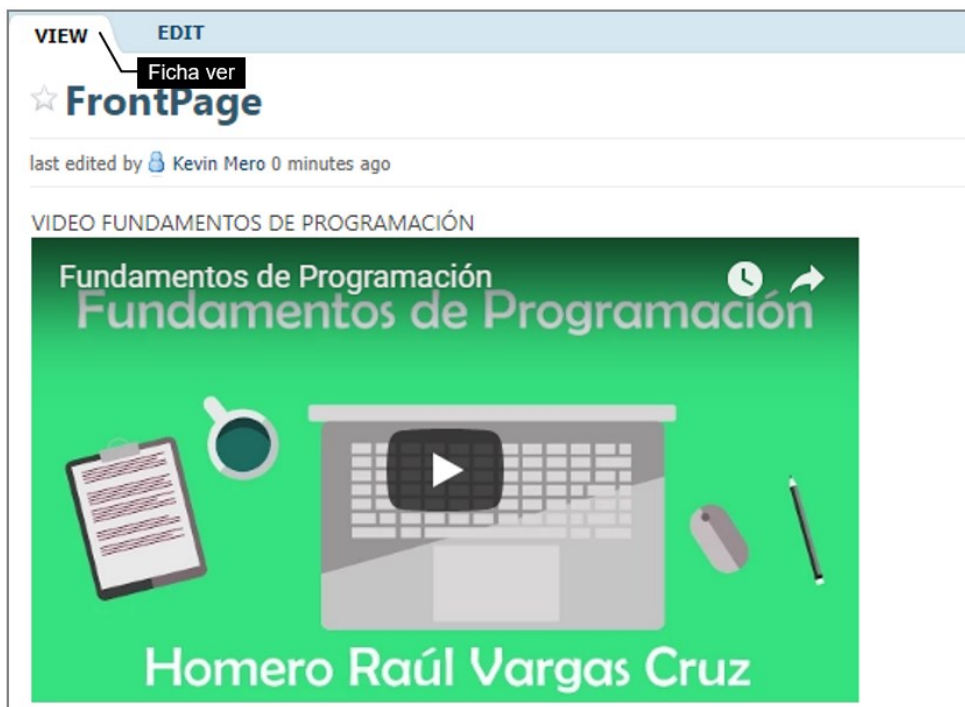 VIEW EDIT
Ficha ver
FrontPage
last edited by Kevin Mero 0 minutes ago
VIDEO FUNDAMENTOS DE PROGRAMACIÓN
Fundamentos de Programación
Fundamentos de Programación
Homero Raúl Vargas Cruz